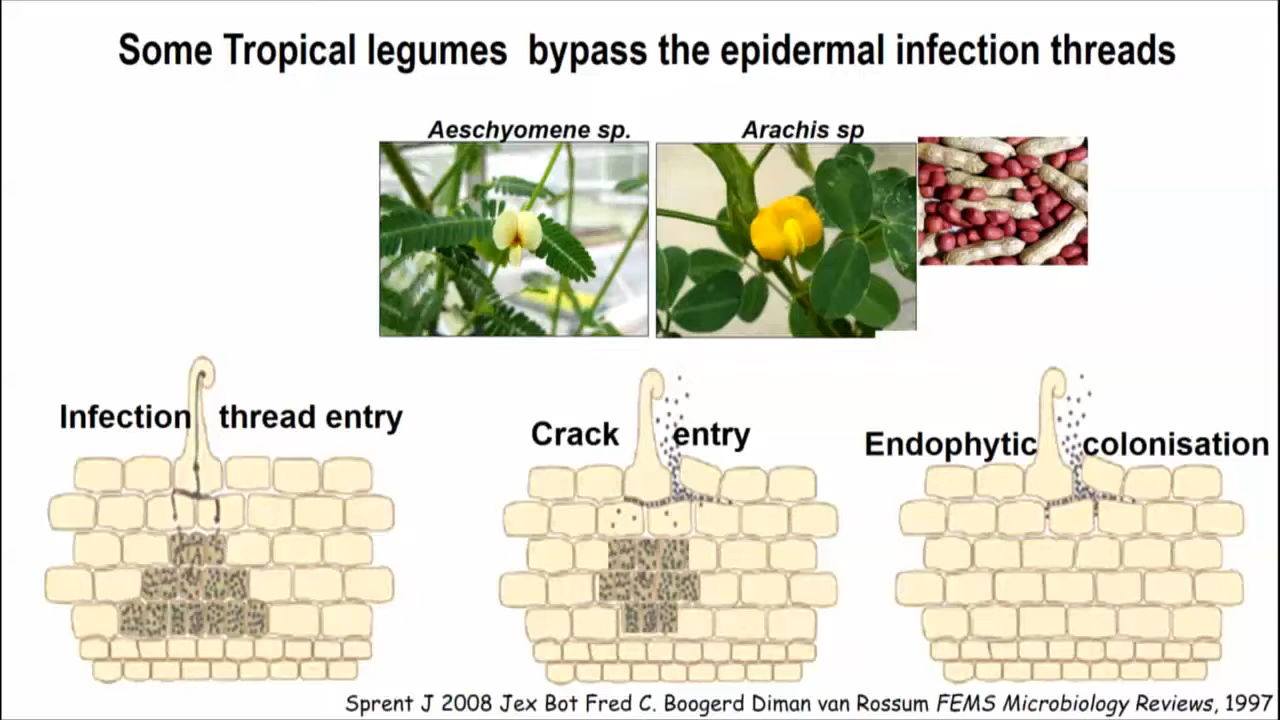 Some Tropical legumes bypass the epidermal infection threads
Aeschyomene sp.
Arachis sp
Infection thread entry
Crack entry
Endophytic colonisation
Sprent J 2008 Jex Bot Fred C. Boogerd Diman van Rossum FEMS Microbiology Reviews, 1997